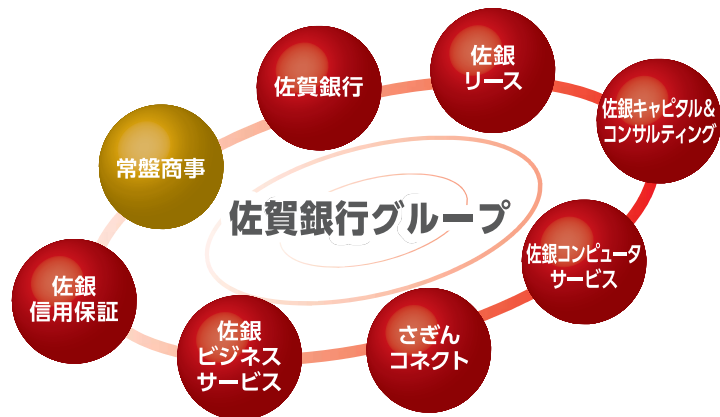 佐賀銀行グループ
佐賀銀行
佐銀
リース
佐銀キャピタル&
コンサルティング
佐銀コンピュータ
サービス
さぎん
コネクト
佐銀
ビジネス
サービス
佐銀
信用保証
常盤商事